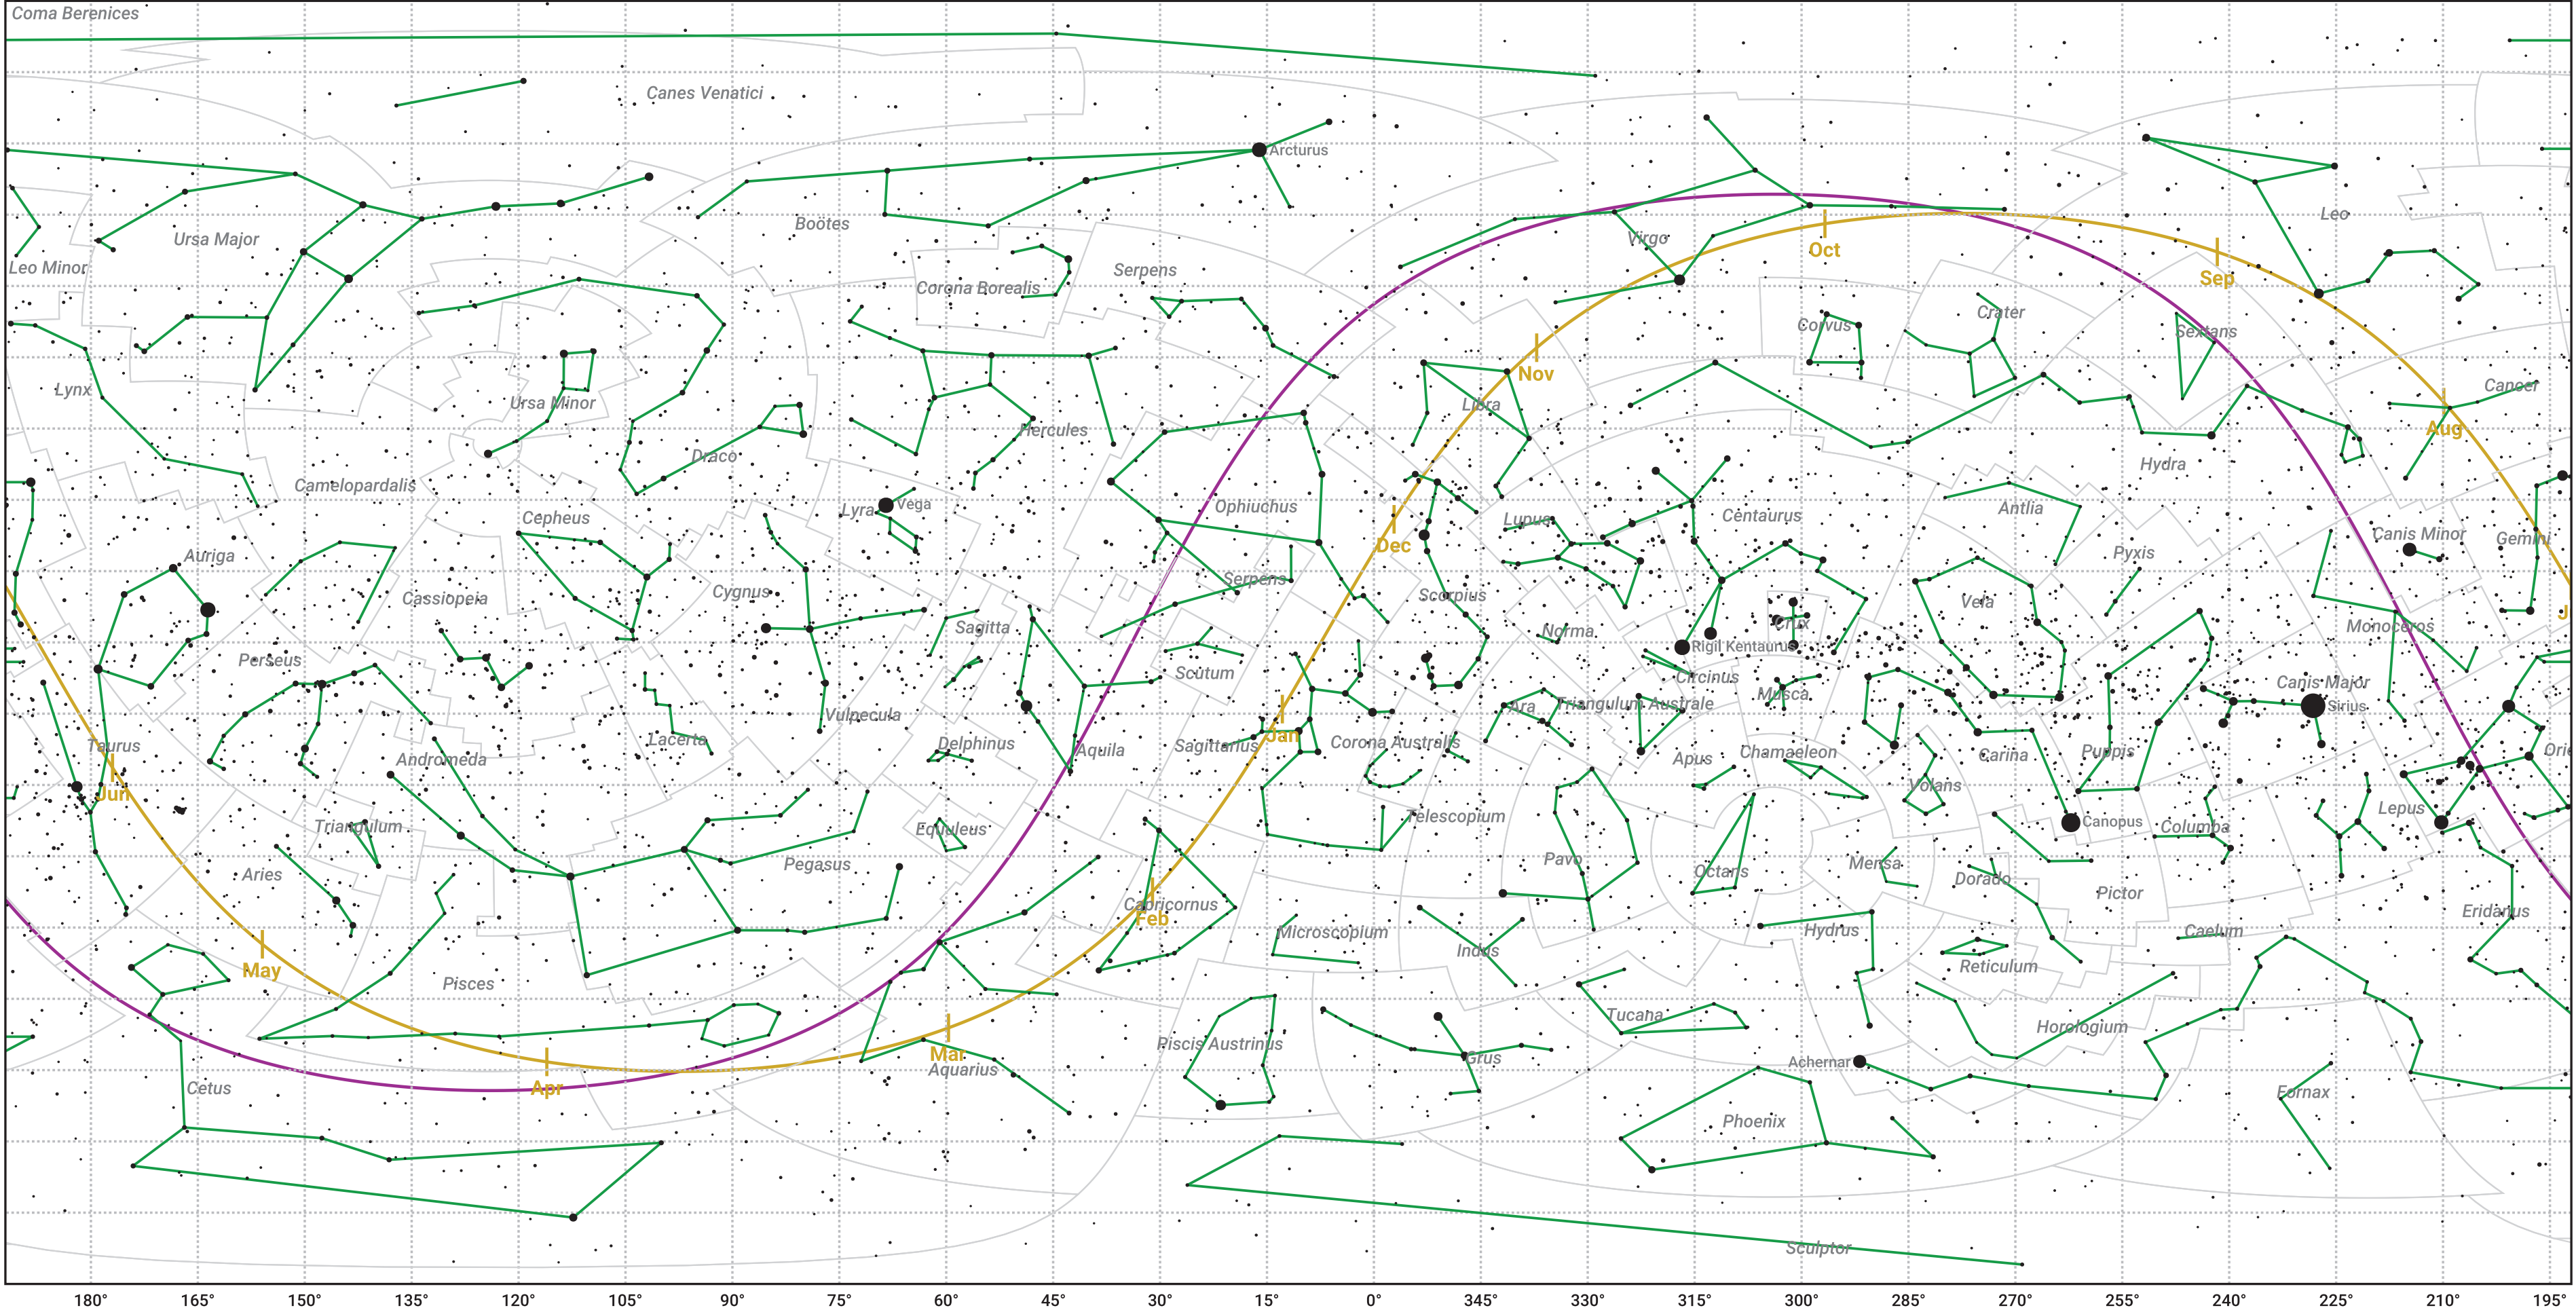 Coma Berenices
Canes Venatici
Arcturus
Ursa Major
Boötes
Virgo
Leo
Oct
Sep
Leo Minor
Corona Borealis
Serpens
Corvus
Crater
Sextans
Lynx
Ursa Minor
Hercules
Libra
Nov
Cancer
Aug
Draco
Camelopardalis
Cepheus
Lyra
Vega
Ophiuchus
Dec
Lupus
Centaurus
Antlia
Hydra
Canis Minor
Gemini
Pyxis
Auriga
Cassiopeia
Cygnus
Serpens
Scorpius
Vela
Sagitta
Norma
Crux
Monoceros
J
Perseus
Scutum
Rigil Kentaurus
Circinus
Musca
Canis Major
Sirius
Ara
Triangulum Australe
Vulpecula
Lacerta
Delphinus
Aquila
Sagittarius
Jan
Corona Australis
Apus
Chamaeleon
Carina
Puppis
Orio
Taurus
Jun
Andromeda
Volans
Lepus
Triangulum
Equuleus
Telescopium
Canopus
Columba
Aries
Pegasus
Pavo
Octans
Mensa
Dorado
Pictor
Capricornus
Feb
Eridanus
Microscopium
Indus
Hydrus
Caelum
May
Pisces
Reticulum
Tucana
Horologium
Piscis Austrinus
Grus
Mar
Aquarius
Achernar
Cetus
Apr
Fornax
Phoenix
Sculptor
180° 165° 150° 135° 120° 105° 90° 75° 60° 45° 30° 15° 0° 345° 330° 315° 300° 285° 270° 255° 240° 225° 210° 195°